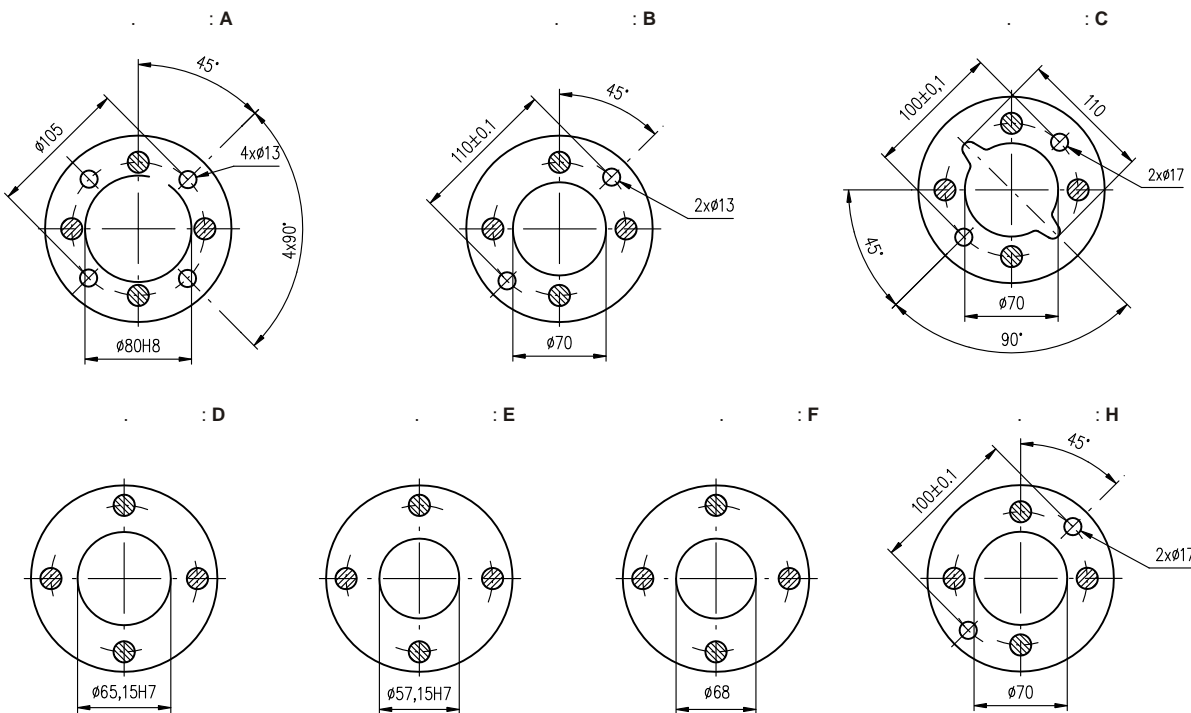 . : A
. : B
. : C
45°
ø105
4xø13
4x90°
ø80H8
45°
110±0.1
2xø13
ø70
100±0,1
110
2xø17
45°
ø70
90°
. : D
. : E
. : F
. : H
ø65,15H7
ø57,15H7
ø68
45°
100±0.1
2xø17
ø70